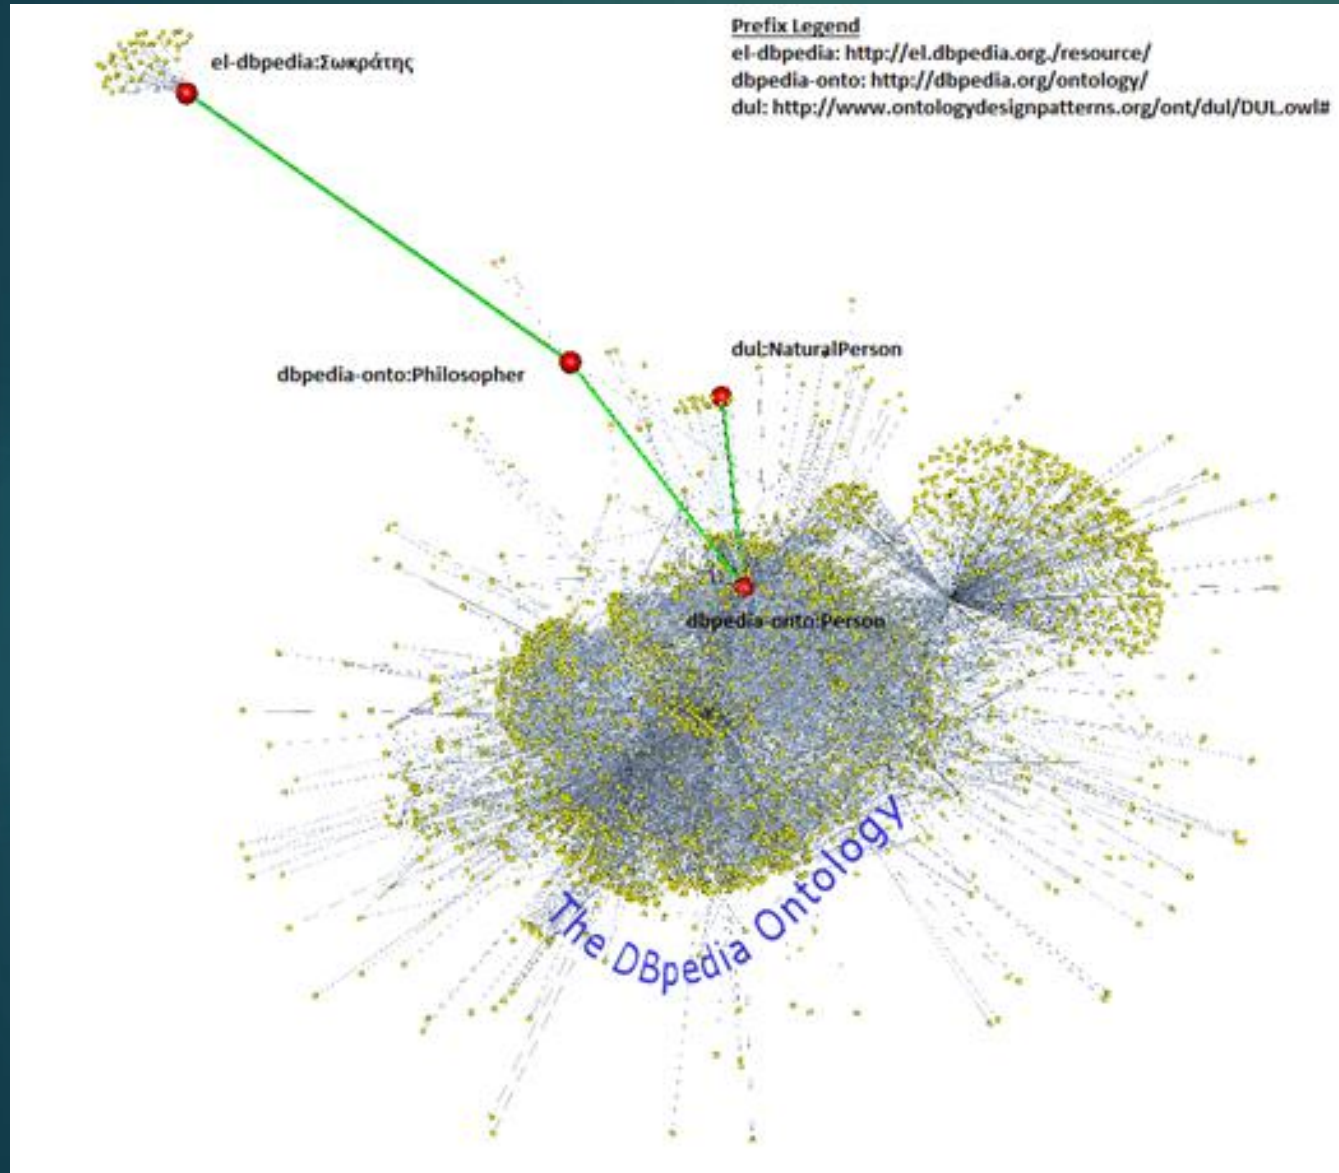 Prefix Legend
el-dbpedia: http://el.dbpedia.org./resource/
dbpedia-onto: http://dbpedia.org/ontology/
dul: http://www.ontologydesignpatterns.org/ont/dul/DUL.owl#
el-dbpedia:Σωκράτης
dul:NaturalPerson
dbpedia-onto:Philosopher
dbpedia-onto:Person
The DBpedia Ontology